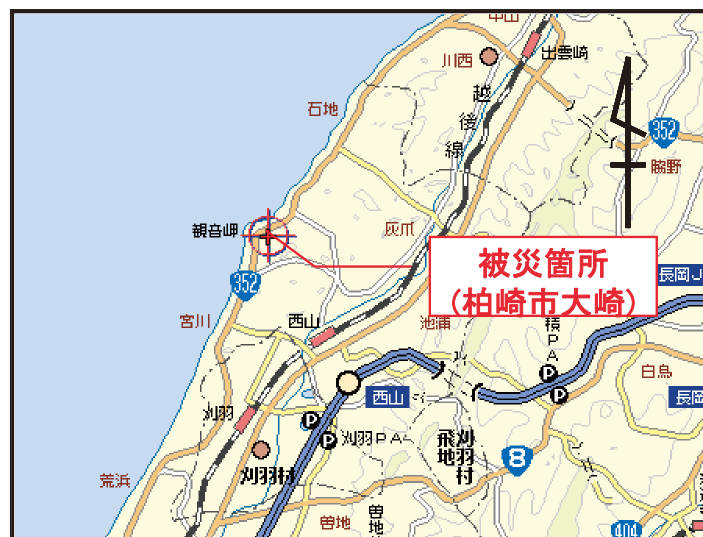 中山
川西
出雲崎
越後線
石地
352
脇野
観音岬
灰爪
被災箇所
(柏崎市大崎)
長岡J
352
宮川
西山
池浦
積PA
白鳥
西山
長岡
刈羽
刈羽PA
刈羽村
飛地
8
刈羽村
荒浜
曽地
曽地
404